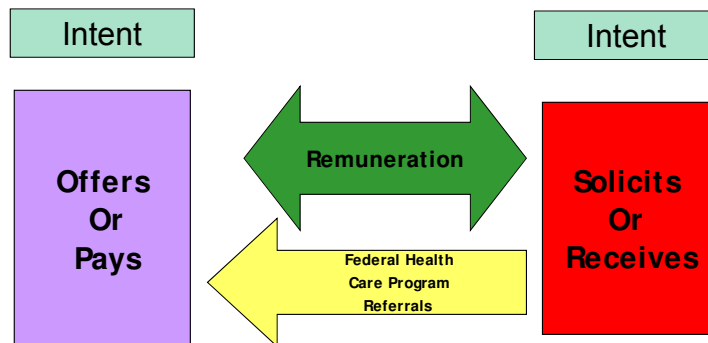 Intent
Intent
Offers
Or
Pays
Remuneration
Federal Health
Care Program
Referrals
Solicits
Or
Receives